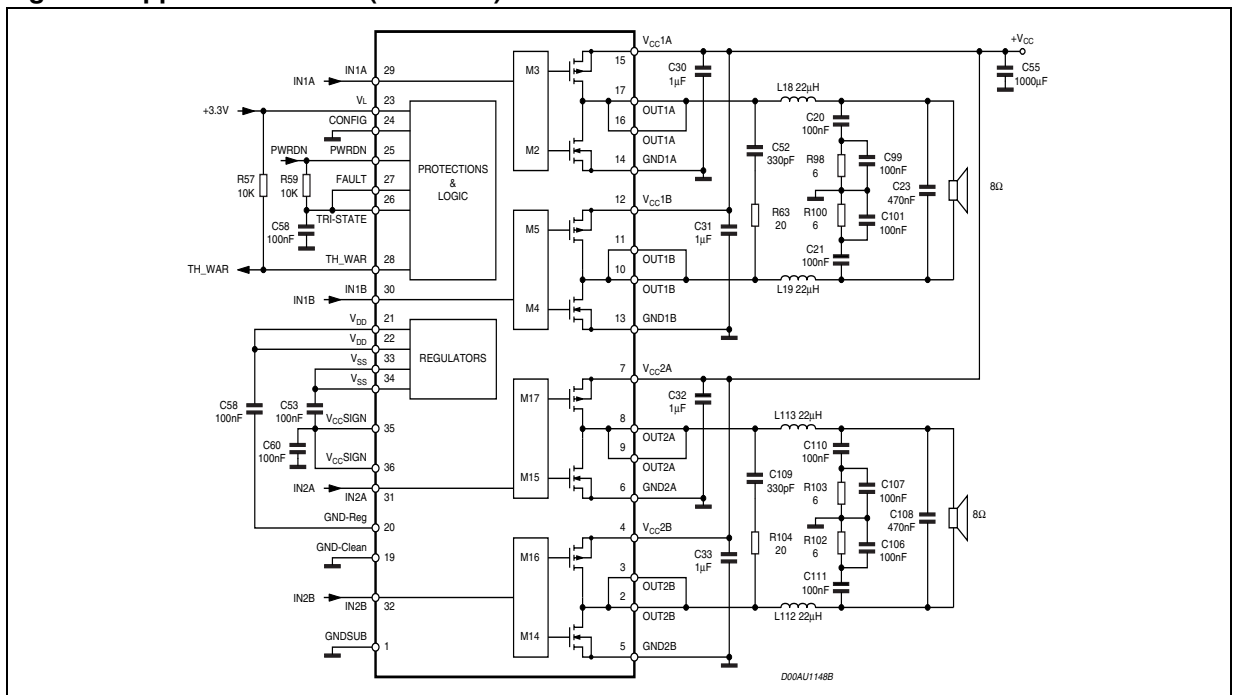 +VCC
VCC1A
15
C30
1µF
C55
1000µF
M3
IN1A
IN1A
29
17
OUT1A
16
OUT1A
L18 22µH
C20
100nF
VL
23
+3.3V
CONFIG
24
M2
14
GND1A
C52
330pF
R98
6
C99
100nF
PWRDN
PWRDN
25
R57
10K
R59
10K
FAULT
27
PROTECTIONS
&
LOGIC
C23
470nF
8Ω
26
TRI-STATE
C58
100nF
12
VCC1B
M5
C31
1µF
R63
20
R100
6
C101
100nF
11
OUT1B
C21
100nF
TH_WAR
TH_WAR
28
10
OUT1B
L19 22µH
IN1B
IN1B
30
M4
13
GND1B
VDD
21
VDD
22
VSS
33
VSS
34
REGULATORS
7
VCC2A
C58
100nF
C53
100nF
M17
C32
1µF
L113 22µH
VCCSIGN
35
8
OUT2A
C110
100nF
C60
100nF
9
OUT2A
VCCSIGN
36
M15
C109
330pF
R103
6
C107
100nF
IN2A
IN2A
31
6
GND2A
C108
470nF
8Ω
GND-Reg
20
4
VCC2B
R104
20
R102
6
C106
100nF
GND-Clean
19
M16
C33
1µF
3
OUT2B
C111
100nF
IN2B
IN2B
32
2
OUT2B
L112 22µH
GNDSUB
1
M14
5
GND2B
D00AU1148B